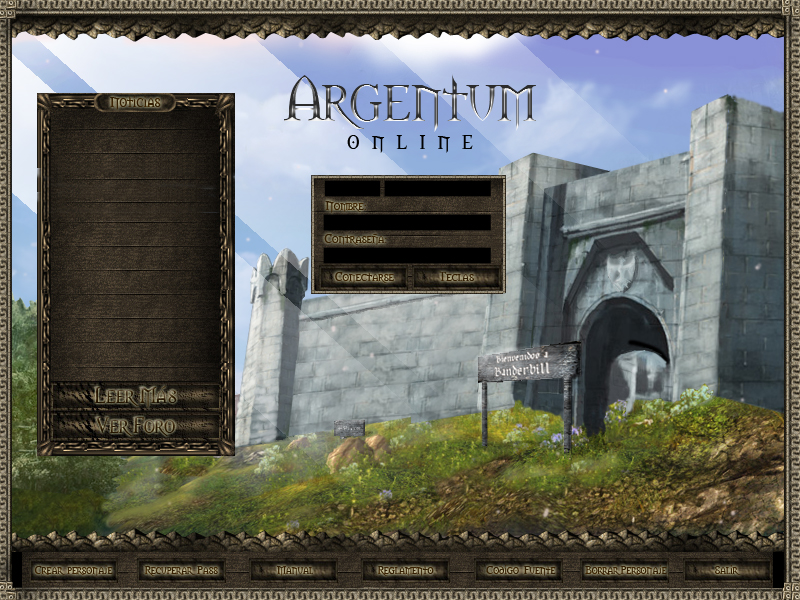 NOTICIAS
ARGENTUM
ONLINE
NOMBRE
CONTRASEÑA
CONECTARSE
TECLAS
Bienvenidos a
Banderbill
LEER MÁS
VER FORO
CREAR PERSONAJE
RECUPERAR PASS
MANUAL
REGLAMENTO
CODIGO FUENTE
BORRAR PERSONAJE
SALIR